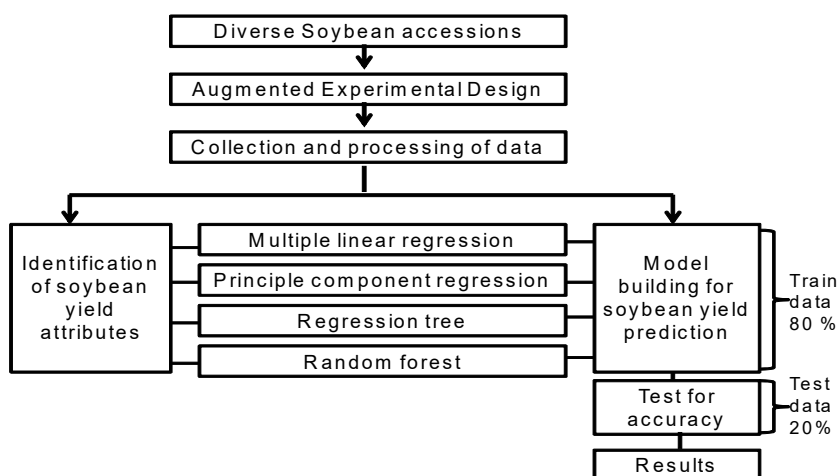 Diverse Soybean accessions
Augmented Experimental Design
Collection and processing of data
Identification
of soybean
yield
attributes
Multiple linear regression
Principle component regression
Regression tree
Random forest
Model
building for
soybean yield
prediction
Train
data
80 %
Test for
accuracy
Test
data
20%
Results